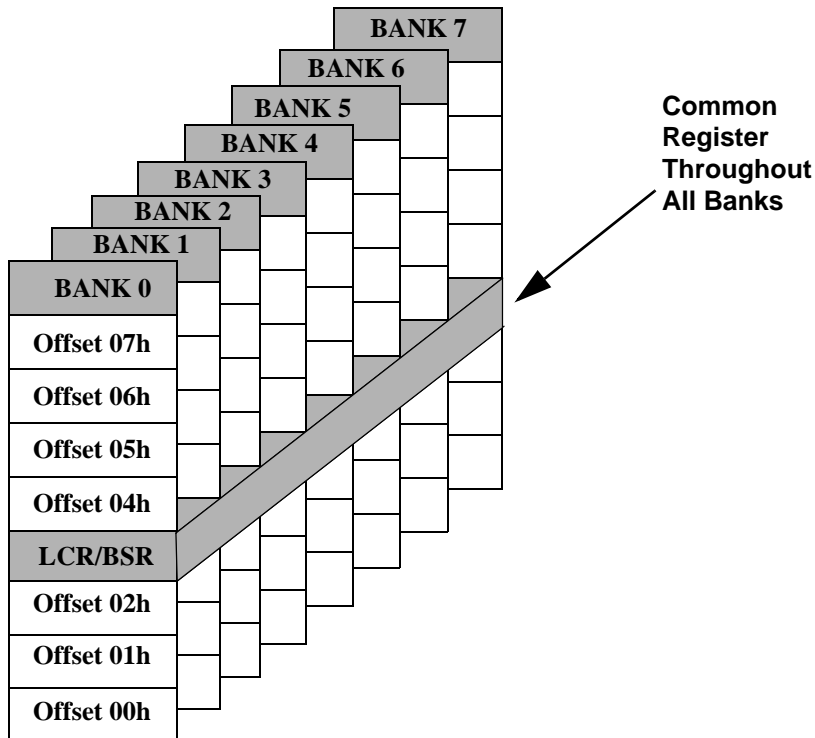 BANK 7
BANK 6
BANK 5
BANK 4
BANK 3
BANK 2
BANK 1
BANK 0
Offset 07h
Offset 06h
Offset 05h
Offset 04h
LCR/BSR
Offset 02h
Offset 01h
Offset 00h
Common
Register
Throughout
All Banks